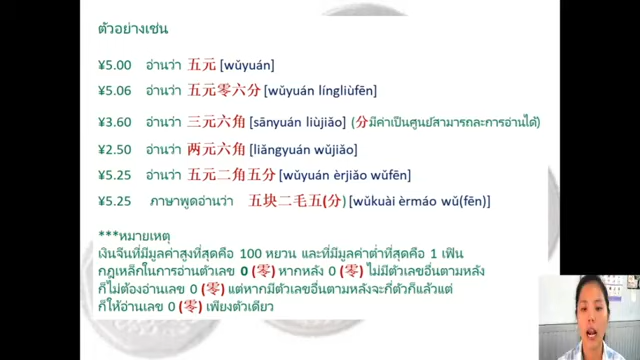 ตัวอย่างเช่น
¥5.00 อ่านว่า 五元 [wŭyuán]
¥5.06 อ่านว่า 五元零六分 [wŭyuán língliùfēn]
¥3.60 อ่านว่า 三元六角 [sānyuán liùjiăo] (分มีค่าเป็นศูนย์สามารถละการอ่านได้)
¥2.50 อ่านว่า 两元六角 [liăngyuán wŭjiăo]
¥5.25 อ่านว่า 五元二角五分 [wŭyuán èrjiăo wŭfēn]
¥5.25 ภาษาพูดอ่านว่า 五块二毛五(分) [wŭkuài èrmáo wŭ(fēn)]
***หมายเหตุ
เงินจีนที่มีมูลค่าสูงที่สุดคือ 100 หยวน และที่มีมูลค่าต่ำที่สุดคือ 1 เฟิน
กฎเหล็กในการอ่านตัวเลข 0 (零) หากหลัง 0 (零) ไม่มีตัวเลขอื่นตามหลัง
ก็ไม่ต้องอ่านเลข 0 (零) แต่หากมีตัวเลขอื่นตามหลังจะกี่ตัวก็แล้วแต่
ก็ให้อ่านเลข 0 (零) เพียงตัวเดียว